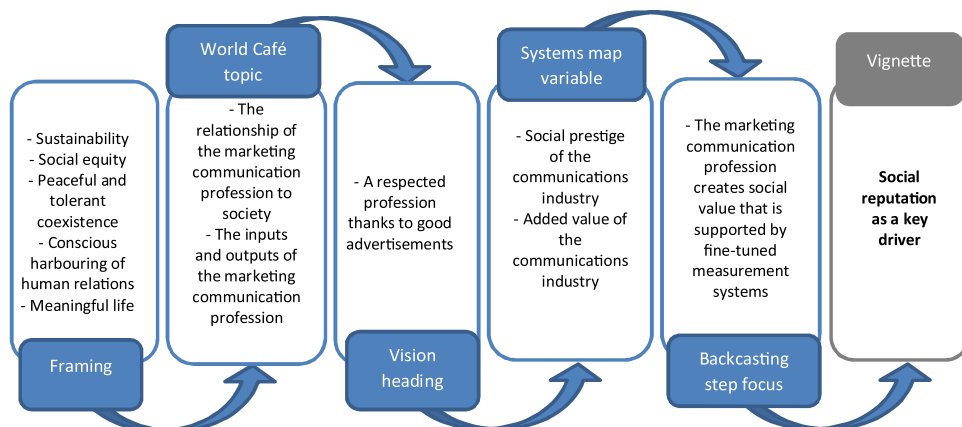 - Sustainability
- Social equity
- Peaceful and
tolerant
coexistence
- Conscious
harbouring of
human relations
- Meaningful life
Framing
World Café
topic
- The
relationship of
the marketing
communication
profession to
society
- The inputs
and outputs of
the marketing
communication
profession
- A respected
profession
thanks to good
advertisements
Vision
heading
Systems map
variable
- Social prestige
of the
communications
industry
- Added value of
the
communications
industry
- The marketing
communication
profession
creates social
value that is
supported by
fine-tuned
measurement
systems
Backcasting
step focus
Vignette
Social
reputation
as a key
driver